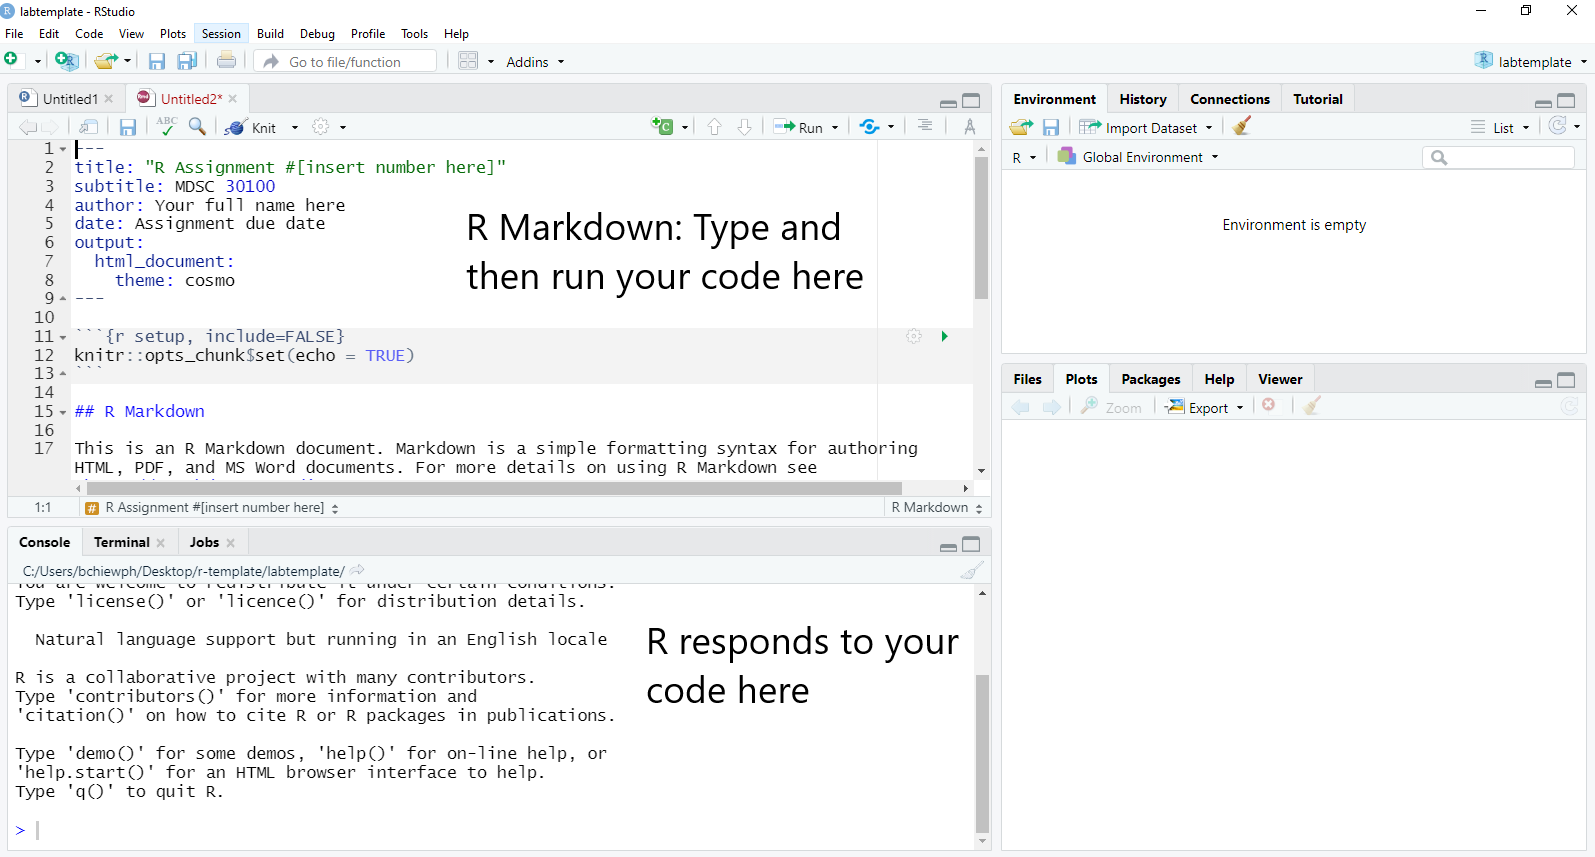 labtemplate - RStudio
File Edit Code View Plots Session Build Debug Profile Tools Help
Go to file/function Addins labtemplate
Untitled1 Untitled2*
ABC Knit Run
1 ---
2 title: "R Assignment #[insert number here]"
3 subtitle: MDSC 30100
4 author: Your full name here
5 date: Assignment due date
6 output:
7 html_document:
8 theme: cosmo
9 ---
10
11 ```{r setup, include=FALSE}
12 knitr::opts_chunk$set(echo = TRUE)
13 ```
14
15 ## R Markdown
16
17 This is an R Markdown document. Markdown is a simple formatting syntax for authoring
HTML, PDF, and MS Word documents. For more details on using R Markdown see
R Markdown: Type and
then run your code here
1:1 # R Assignment #[insert number here] R Markdown
Console Terminal Jobs
C:/Users/bchiewph/Desktop/r-template/labtemplate/
You are welcome to redistribute it under certain conditions.
Type 'license()' or 'licence()' for distribution details.
Natural language support but running in an English locale
R is a collaborative project with many contributors.
Type 'contributors()' for more information and
'citation()' on how to cite R or R packages in publications.
Type 'demo()' for some demos, 'help()' for on-line help, or
'help.start()' for an HTML browser interface to help.
Type 'q()' to quit R.
>
R responds to your
code here
Environment History Connections Tutorial
Import Dataset List
R Global Environment
Environment is empty
Files Plots Packages Help Viewer
Zoom Export